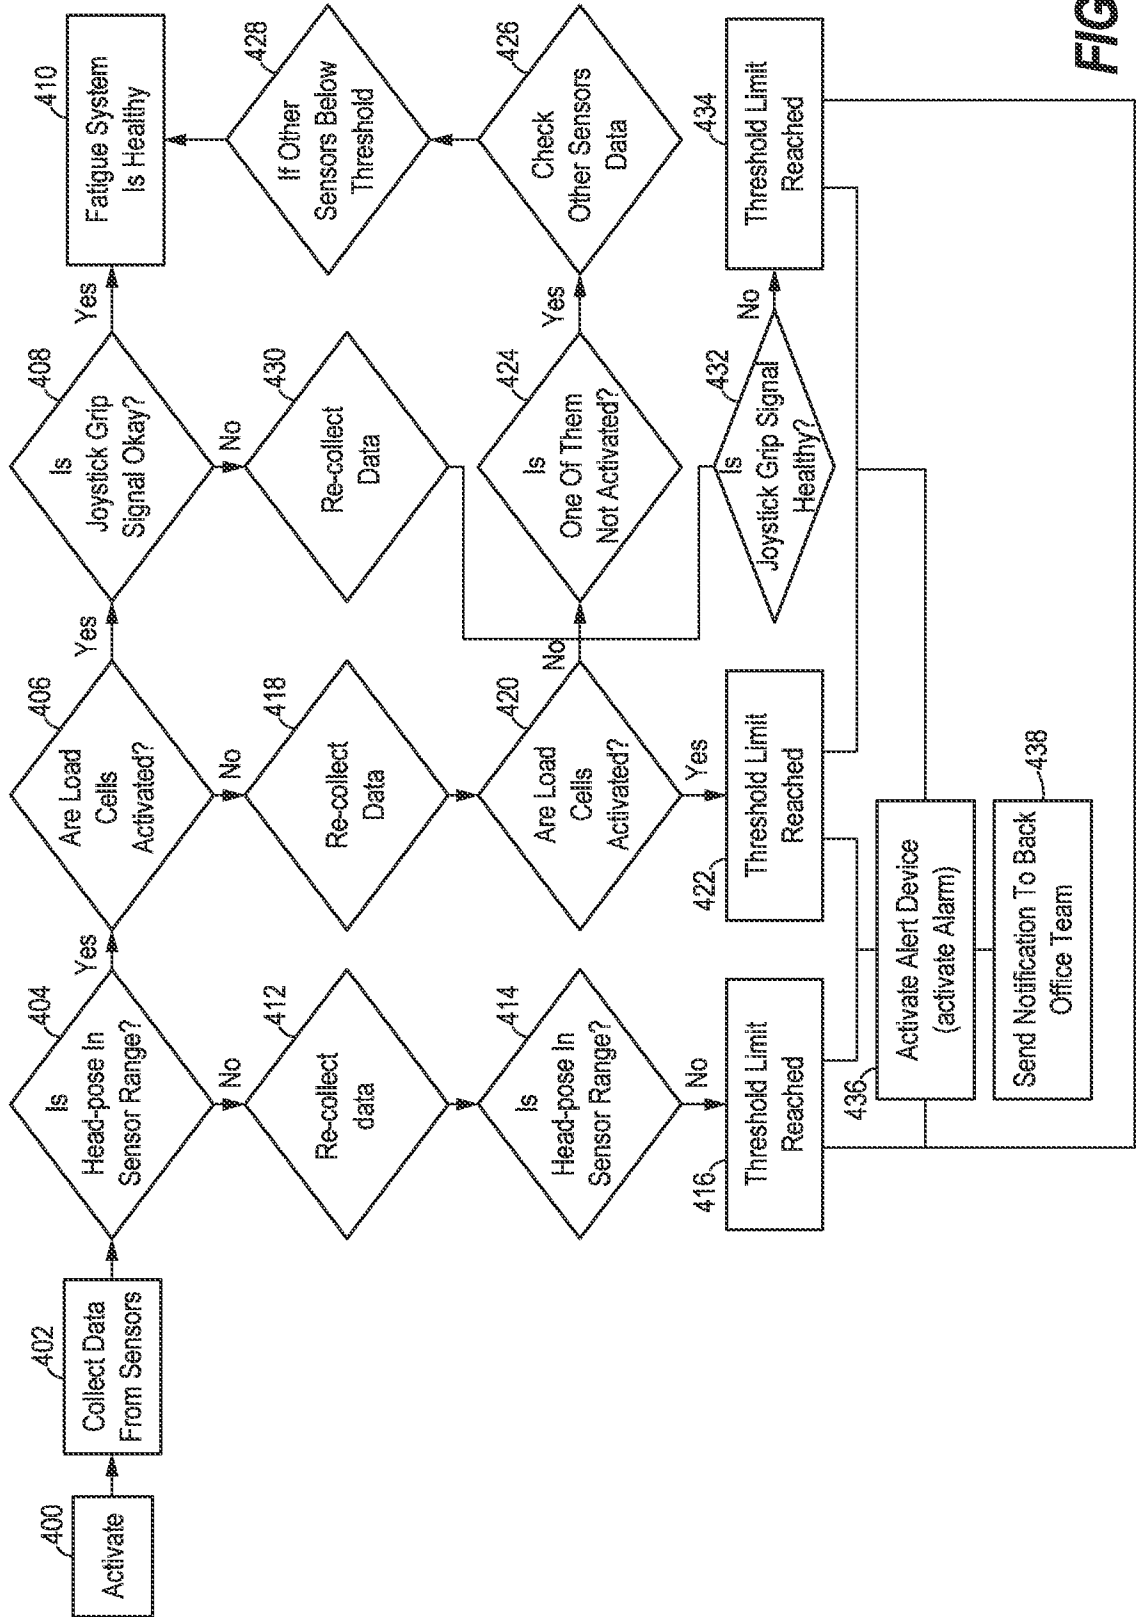 400
Activate
402
Collect Data
From Sensors
404
Is
Head-pose In
Sensor Range?
Yes
No
406
Are Load
Cells
Activated?
Yes
No
408
Is
Joystick Grip
Signal Okay?
Yes
No
410
Fatigue System
Is Healthy
412
Re-collect
data
418
Re-collect
Data
430
Re-collect
Data
428
If Other
Sensors Below
Threshold
414
Is
Head-pose In
Sensor Range?
No
420
Are Load
Cells
Activated?
No
Yes
424
Is
One Of Them
Not Activated?
Yes
426
Check
Other Sensors
Data
416
Threshold Limit
Reached
422
Threshold Limit
Reached
432
Is
Joystick Grip Signal
Healthy?
No
434
Threshold Limit
Reached
436
Activate Alert Device
(activate Alarm)
438
Send Notification To Back
Office Team
FIG